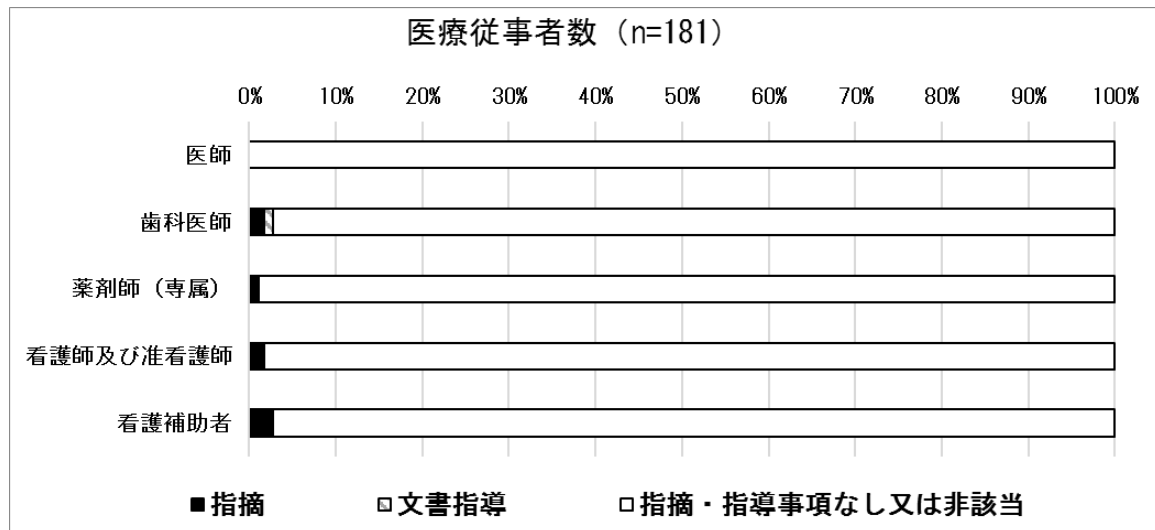 医療従事者数（n=181）
0% 10% 20% 30% 40% 50% 60% 70% 80% 90% 100%
医師
歯科医師
薬剤師（専属）
看護師及び准看護師
看護補助者
■指摘 文書指導 □指摘・指導事項なし又は非該当